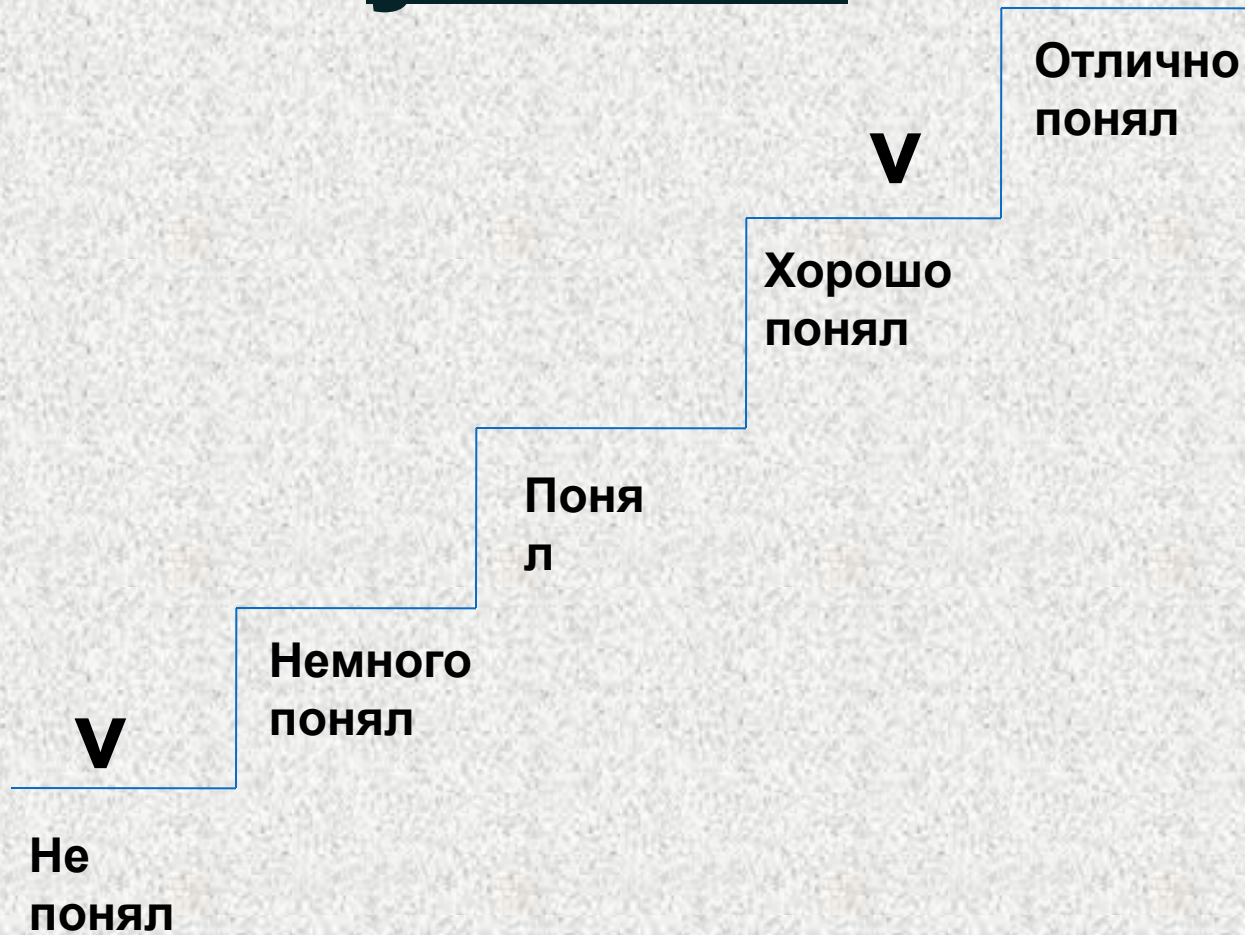 Отлично
понял
V
Хорошо
понял
Поня
л
Немного
понял
V
Не
понял